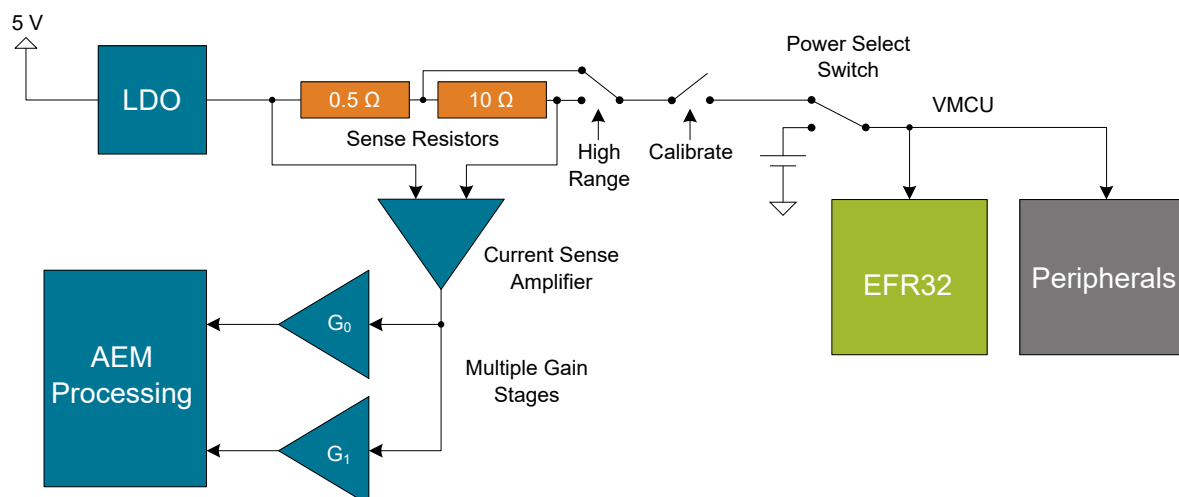 5 V
LDO
0.5 Ω
10 Ω
Sense Resistors
High
Range
Calibrate
Power Select
Switch
VMCU
Current Sense
Amplifier
EFR32
Peripherals
AEM
Processing
G0
Multiple Gain
Stages
G1